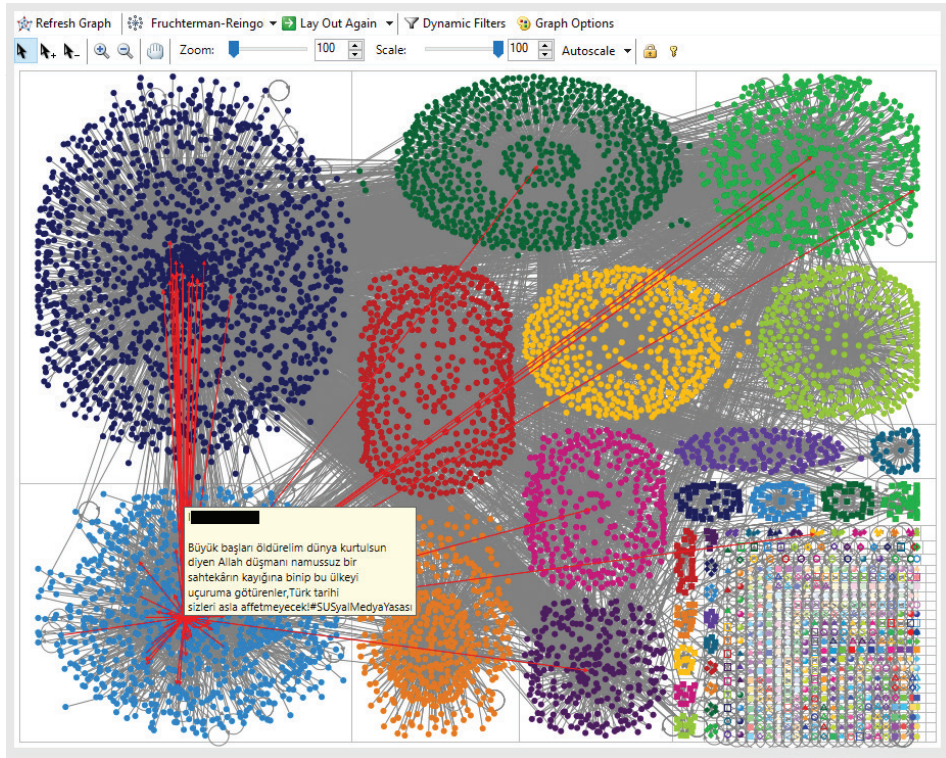 Refresh Graph Fruchterman-Reingo Lay Out Again Dynamic Filters Graph Options
Zoom: 100 Scale: 100 Autoscale
Büyük başları öldürelim dünya kurtulsun
diyen Allah düşmanı namussuz bir
sahtekârın kayığına binip bu ülkeyi
uçuruma götürenler,Türk tarihi
sizleri asla affetmeyecek!#SUSyalMedyaYasası